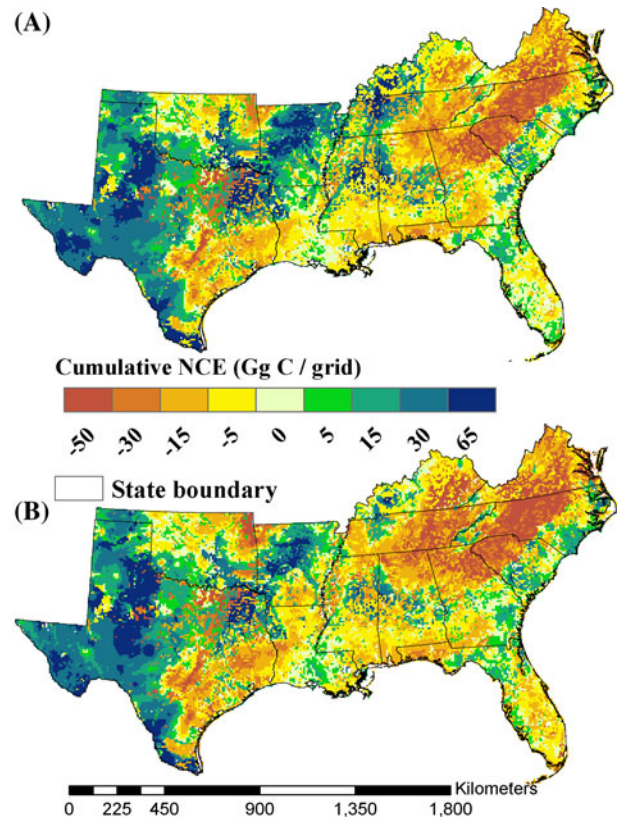 (A)
Cumulative NCE (Gg C / grid)
-50 -30 -15 -5 0 5 15 30 65
State boundary
(B)
Kilometers
0 225 450 900 1,350 1,800